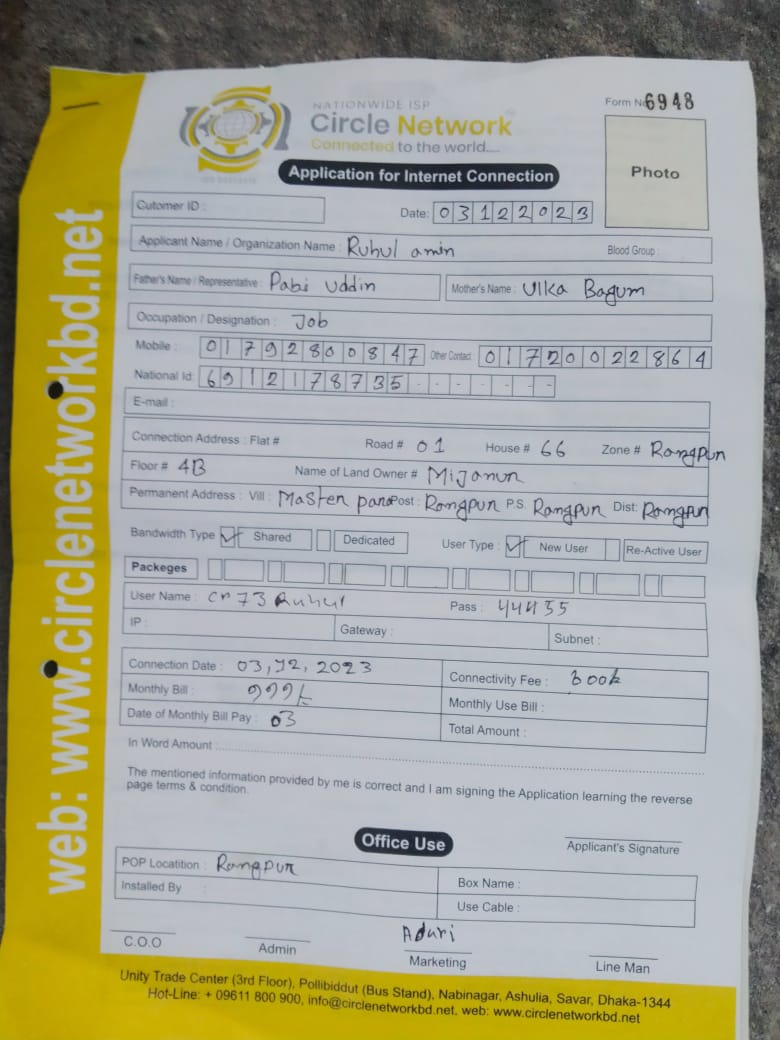 NATIONWIDE ISP
Circle Network
Connected to the world....
Form No 6948
Photo
Application for Internet Connection
Cutomer ID :
Date: 03122023
Applicant Name / Organization Name : Ruhul amin Blood Group :
Father's Name / Representative : Pabi uddin Mother's Name : Ulka Bagum
Occupation / Designation : Job
Mobile : 01792800847 Other Contact: 01720022864
National Id: 6912178735 - - - - - - -
E-mail :
Connection Address : Flat # Road # 01 House # 66 Zone # Rangpur
Floor # 4B Name of Land Owner # Mijanur
Permanent Address : Vill : Master para Post : Rangpur P.S. Rangpur Dist: Rangpur
Bandwidth Type ✓ Shared Dedicated User Type : ✓ New User Re-Active User
Packeges
User Name : cn73Ruhul Pass :
IP : Gateway : Subnet :
Connection Date : 03,12,2023 Connectivity Fee :
Monthly Bill : Monthly Use Bill :
Date of Monthly Bill Pay : 03 Total Amount :
In Word Amount :
The mentioned information provided by me is correct and I am signing the Application learning the reverse
page terms & condition.
Office Use
Applicant's Signature
POP Locatition : Rangpur
Installed By : Box Name :
Use Cable :
Aduri
C.O.O Admin Marketing Line Man
Unity Trade Center (3rd Floor), Pollibiddut (Bus Stand), Nabinagar, Ashulia, Savar, Dhaka-1344
Hot-Line: + 09611 800 900, info@circlenetworkbd.net, web: www.circlenetworkbd.net
web: www.circlenetworkbd.net